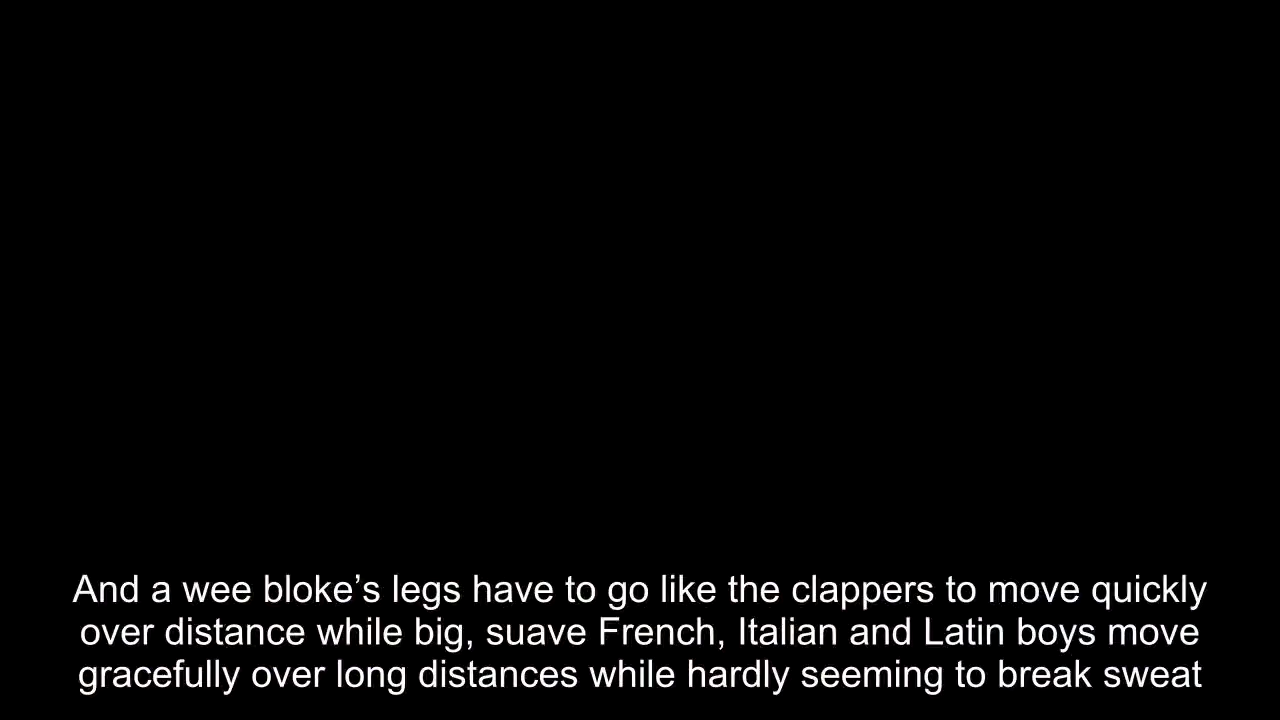 And a wee bloke’s legs have to go like the clappers to move quickly
over distance while big, suave French, Italian and Latin boys move
gracefully over long distances while hardly seeming to break sweat